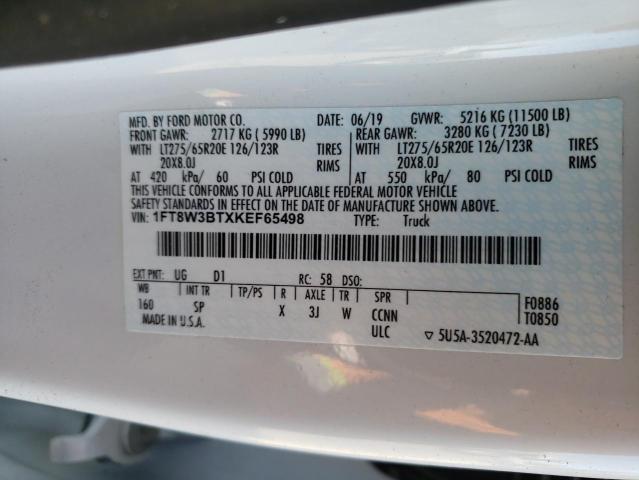 MFD. BY FORD MOTOR CO. DATE: 06/19 GVWR: 5216 KG (11500 LB)
FRONT GAWR: 2717 KG ( 5990 LB) REAR GAWR: 3280 KG ( 7230 LB)
WITH LT275/65R20E 126/123R TIRES WITH LT275/65R20E 126/123R TIRES
20X8.0J RIMS 20X8.0J RIMS
AT 420 kPa/ 60 PSI COLD AT 550 kPa/ 80 PSI COLD
THIS VEHICLE CONFORMS TO ALL APPLICABLE FEDERAL MOTOR VEHICLE
SAFETY STANDARDS IN EFFECT ON THE DATE OF MANUFACTURE SHOWN ABOVE.
VIN: 1FT8W3BTXKEF65498 TYPE: Truck
EXT PNT: UG D1 RC: 58 DSO:
WB INT TR TP/PS R AXLE TR SPR F0886
160 SP X 3J W CCNN T0850
MADE IN U.S.A. ULC ▽ 5U5A-3520472-AA